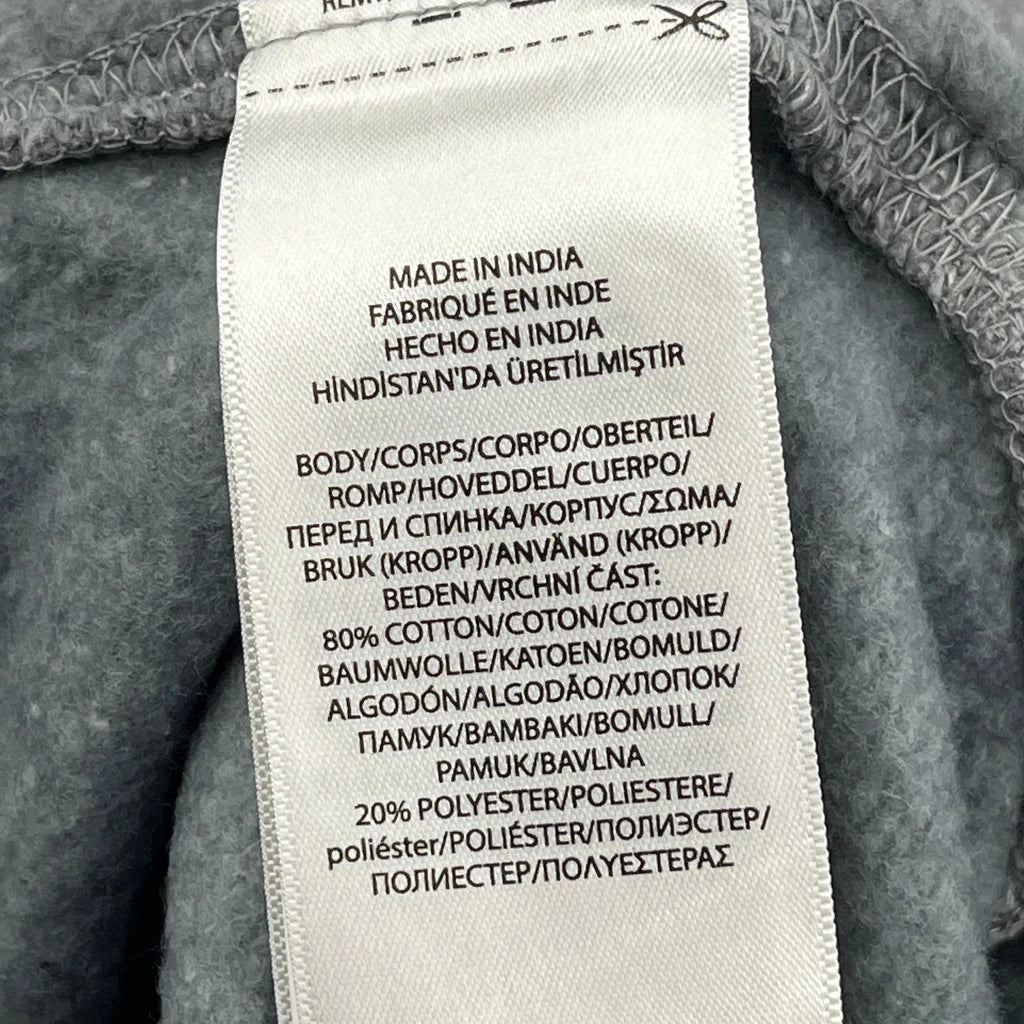 MADE IN INDIA
FABRIQUÉ EN INDE
HECHO EN INDIA
HİNDİSTAN'DA ÜRETİLMİŞTİR
BODY/CORPS/CORPO/OBERTEIL/
ROMP/HOVEDDEL/CUERPO/
ПЕРЕД И СПИНКА/КОРПУС/ΣΩΜΑ/
BRUK (KROPP)/ANVÄND (KROPP)/
BEDEN/VRCHNÍ ČÁST:
80% COTTON/COTON/COTONE/
BAUMWOLLE/KATOEN/BOMULD/
ALGODÓN/ALGODÃO/ХЛОПОК/
ПАМУК/ΒΑΜΒΑΚΙ/BOMULL/
PAMUK/BAVLNA
20% POLYESTER/POLIESTERE/
poliéster/POLIÉSTER/ПОЛИЭСТЕР/
ПОЛИЕСТЕР/ΠΟΛΥΕΣΤΕΡΑΣ